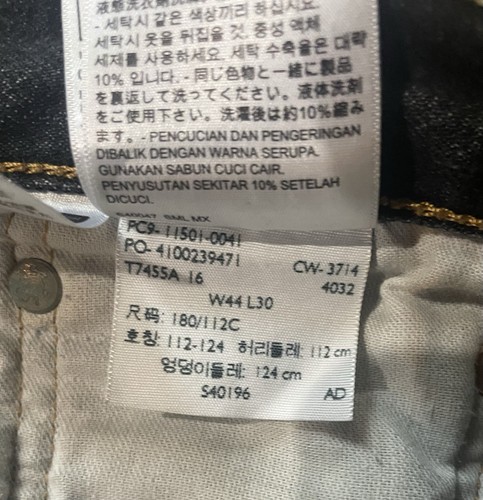 - 세탁시 같은 색상끼리 하십시요.
세탁시 옷을 뒤집을 것. 중성 액체
세제를 사용하세요. 세탁 수축율은 대략
10% 입니다. - 同じ色物と一緒に製品
を裏返して洗ってください。液体洗剤
をご使用下さい。洗濯後は約10%縮み
ます。- PENCUCIAN DAN PENGERINGAN
DIBALIK DENGAN WARNA SERUPA.
GUNAKAN SABUN CUCI CAIR.
PENYUSUTAN SEKITAR 10% SETELAH
DICUCI.
PC9- 11501-0041
PO- 4100239471
CW- 3714
T7455A 16
4032
W44 L30
尺码: 180/112C
호칭: 112-124 허리둘레: 112 cm
엉덩이둘레: 124 cm
S40196 AD